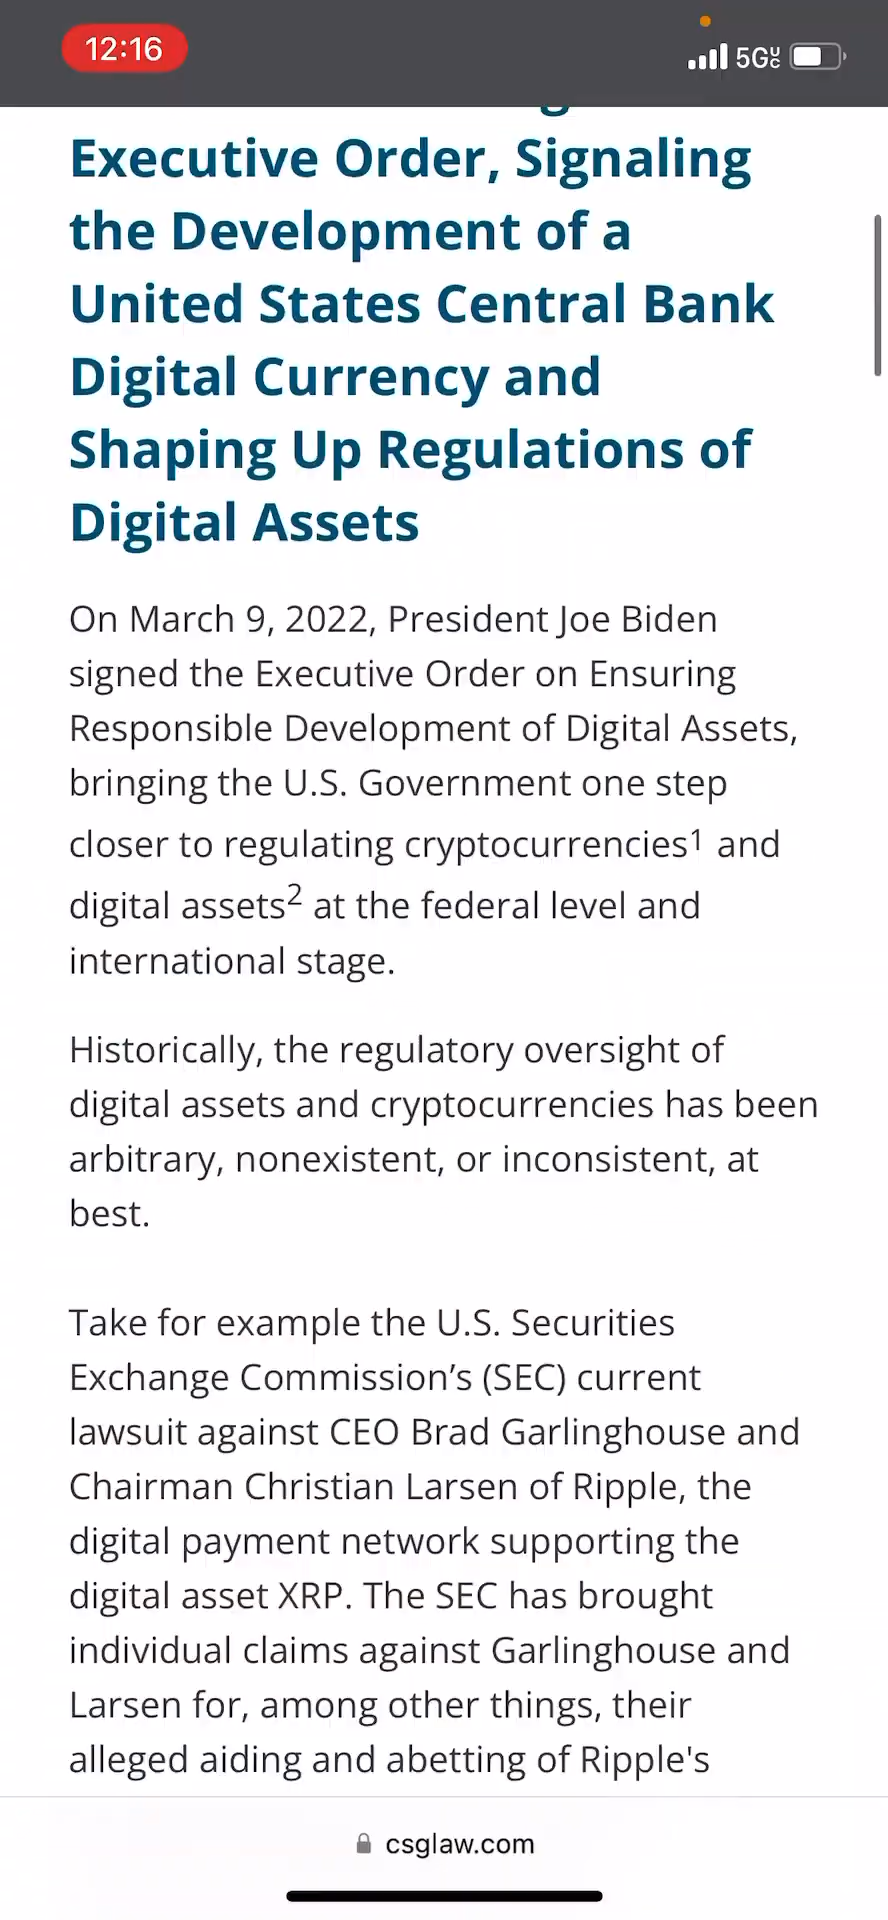 12:16
5G UC
Executive Order, Signaling
the Development of a
United States Central Bank
Digital Currency and
Shaping Up Regulations of
Digital Assets
On March 9, 2022, President Joe Biden
signed the Executive Order on Ensuring
Responsible Development of Digital Assets,
bringing the U.S. Government one step
closer to regulating cryptocurrencies1 and
digital assets2 at the federal level and
international stage.
Historically, the regulatory oversight of
digital assets and cryptocurrencies has been
arbitrary, nonexistent, or inconsistent, at
best.
Take for example the U.S. Securities
Exchange Commission’s (SEC) current
lawsuit against CEO Brad Garlinghouse and
Chairman Christian Larsen of Ripple, the
digital payment network supporting the
digital asset XRP. The SEC has brought
individual claims against Garlinghouse and
Larsen for, among other things, their
alleged aiding and abetting of Ripple's
csglaw.com